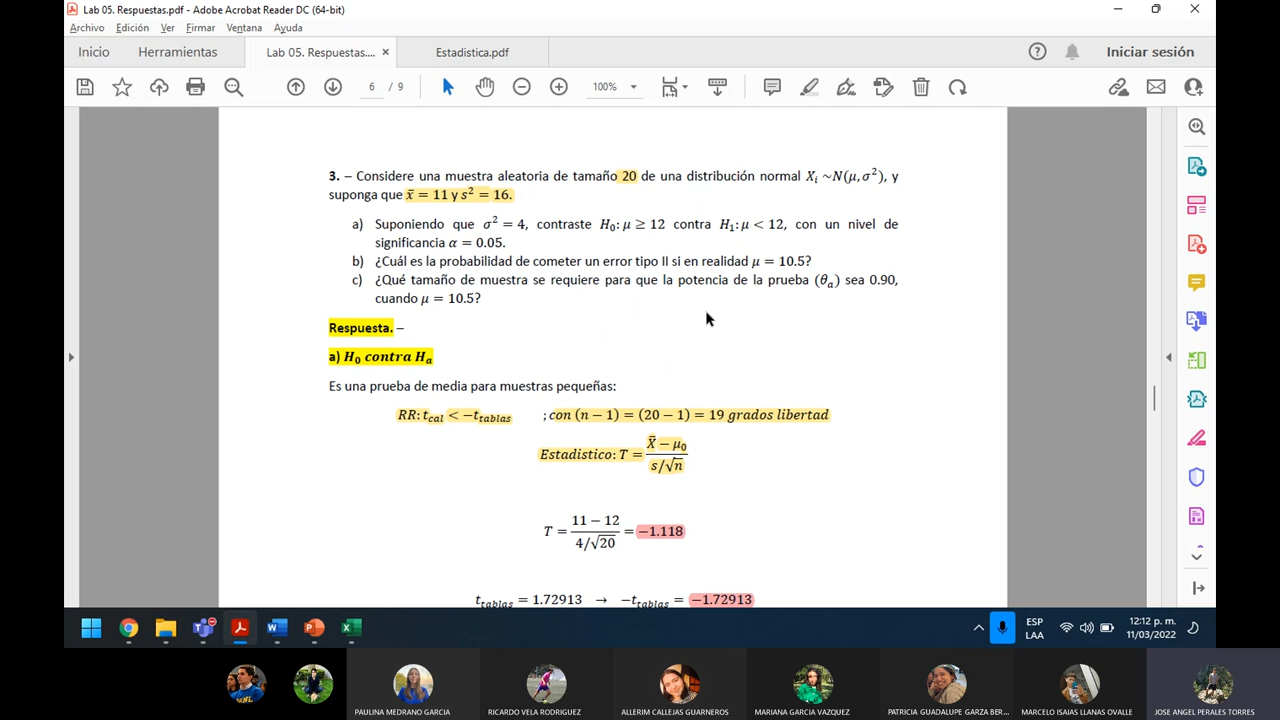 Lab 05. Respuestas.pdf - Adobe Acrobat Reader DC (64-bit)
Archivo Edición Ver Firmar Ventana Ayuda
Inicio Herramientas Lab 05. Respuestas.... × Estadistica.pdf Iniciar sesión
6 / 9 100%
3. – Considere una muestra aleatoria de tamaño 20 de una distribución normal Xᵢ ~N(μ, σ²), y
suponga que x̄ = 11 y s² = 16.
a) Suponiendo que σ² = 4, contraste H₀: μ ≥ 12 contra H₁: μ < 12, con un nivel de
significancia α = 0.05.
b) ¿Cuál es la probabilidad de cometer un error tipo II si en realidad μ = 10.5?
c) ¿Qué tamaño de muestra se requiere para que la potencia de la prueba (θₐ) sea 0.90,
cuando μ = 10.5?
Respuesta. –
a) H₀ contra Hₐ
Es una prueba de media para muestras pequeñas:
RR: t_cal < −t_tablas ; con (n − 1) = (20 − 1) = 19 grados libertad
Estadistico: T = (X̄ − μ₀) / (s/√n)
T = (11 − 12) / (4/√20) = −1.118
t_tablas = 1.72913 → −t_tablas = −1.72913
ESP
LAA
12:12 p. m.
11/03/2022
PAULINA MEDRANO GARCIA RICARDO VELA RODRIGUEZ ALLERIM CALLEJAS GUARNEROS MARIANA GARCIA VAZQUEZ PATRICIA GUADALUPE GARZA BER... MARCELO ISAIAS LLANAS OVALLE JOSE ANGEL PERALES TORRES